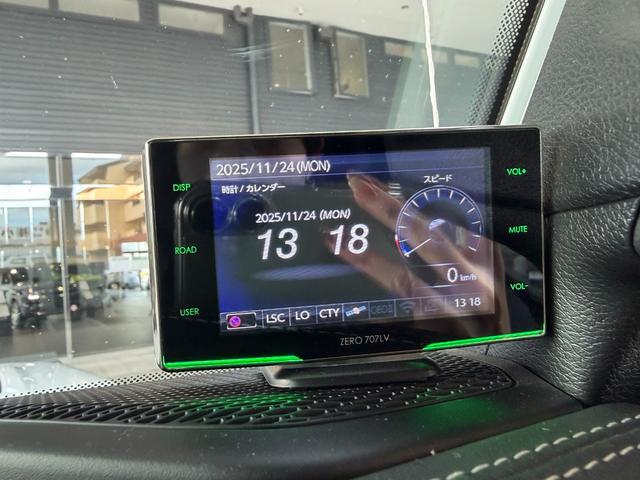 2025/11/24(MON)
時計/カレンダー
スピード
2025/11/24 (MON)
13 18
0 km/h
LSC LO CTY OBD 13 18
DISP
ROAD
USER
VOL+
MUTE
VOL-
ZERO 707LV